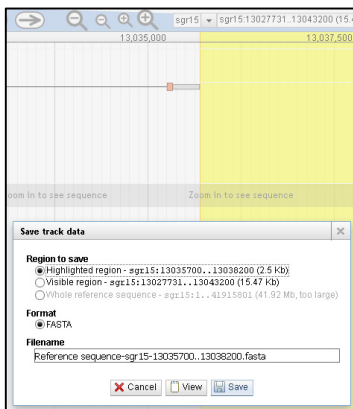 sgr15 sgr15:13027731..13043200 (15.4
13,035,000 13,037,500
oom in to see sequence Zoom in to see sequence
Save track data
Region to save
Highlighted region - sgr15:13035700..13038200 (2.5 Kb)
Visible region - sgr15:13027731..13043200 (15.47 Kb)
Whole reference sequence - sgr15:1..41915801 (41.92 Mb, too large)
Format
FASTA
Filename
Reference sequence-sgr15-13035700..13038200.fasta
Cancel View Save